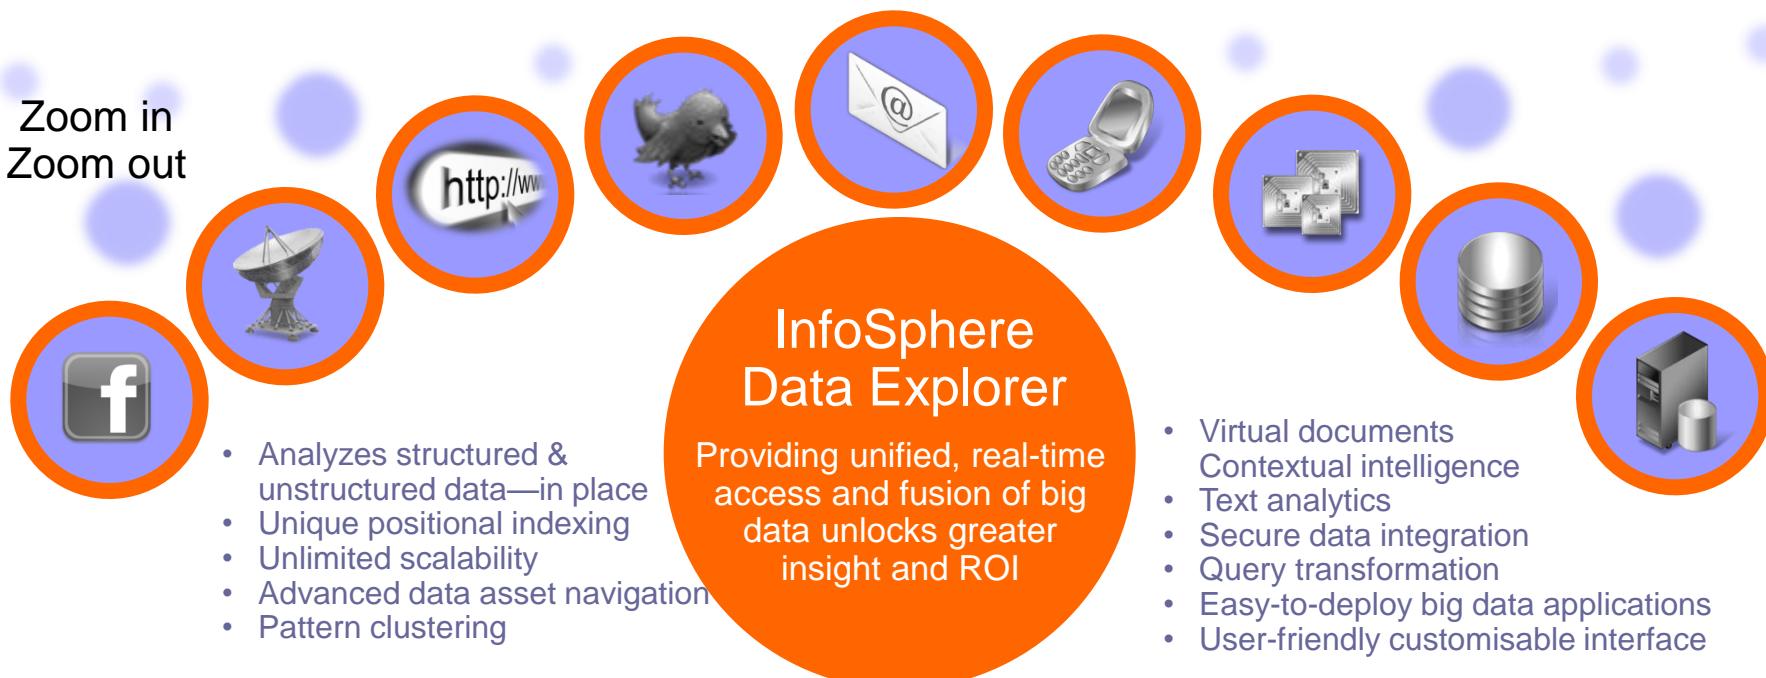 Zoom in
Zoom out
http://www
@
f
InfoSphere
Data Explorer
Providing unified, real-time
access and fusion of big
data unlocks greater
insight and ROI
• Analyzes structured &
unstructured data—in place
• Unique positional indexing
• Unlimited scalability
• Advanced data asset navigation
• Pattern clustering
• Virtual documents
Contextual intelligence
• Text analytics
• Secure data integration
• Query transformation
• Easy-to-deploy big data applications
• User-friendly customisable interface